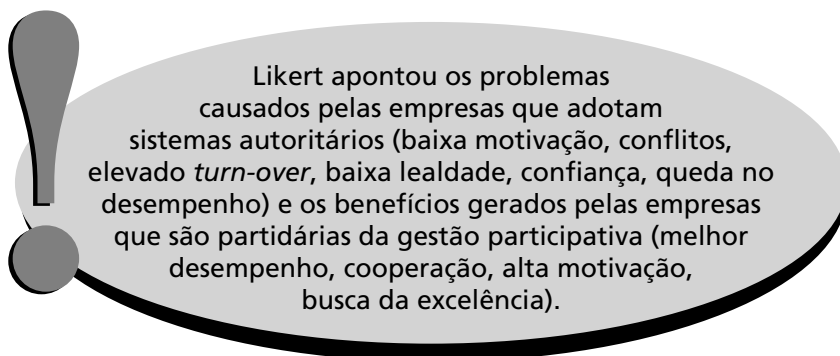 Likert apontou os problemas
causados pelas empresas que adotam
sistemas autoritários (baixa motivação, conflitos,
elevado turn-over, baixa lealdade, confiança, queda no
desempenho) e os benefícios gerados pelas empresas
que são partidárias da gestão participativa (melhor
desempenho, cooperação, alta motivação,
busca da excelência).